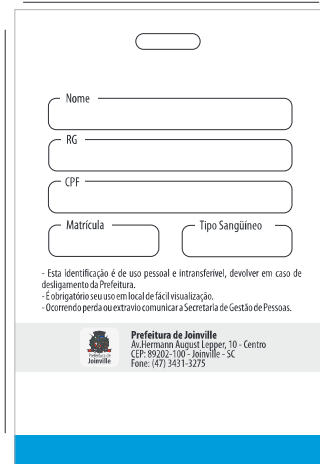 Nome
RG
CPF
Matrícula
Tipo Sangüíneo
- Esta identificação é de uso pessoal e intransferível, devolver em caso de
desligamento da Prefeitura.
- É obrigatório seu uso em local de fácil visualização.
- Ocorrendo perda ou extravio comunicar a Secretaria de Gestão de Pessoas.
Prefeitura de
Joinville
Prefeitura de Joinville
Av.Hermann August Lepper, 10 - Centro
CEP: 89202-100 - Joinville - SC
Fone: (47) 3431-3275